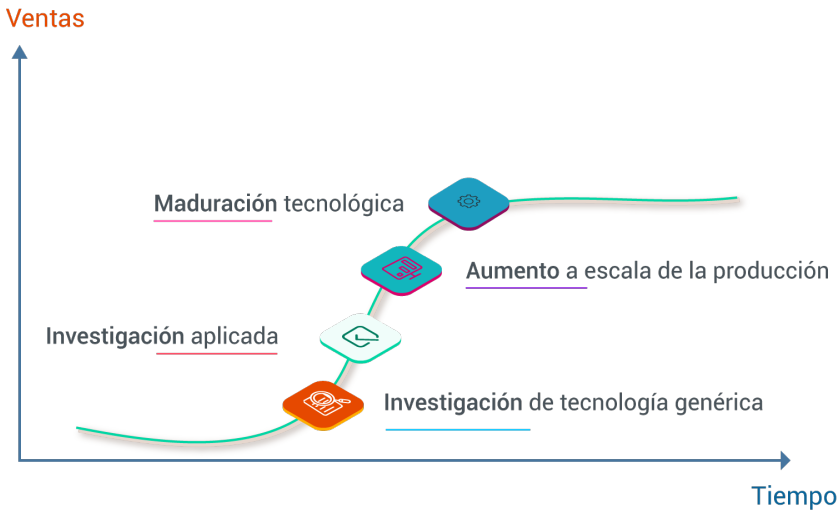 Ventas
Maduración tecnológica
Aumento a escala de la producción
Investigación aplicada
Investigación de tecnología genérica
Tiempo